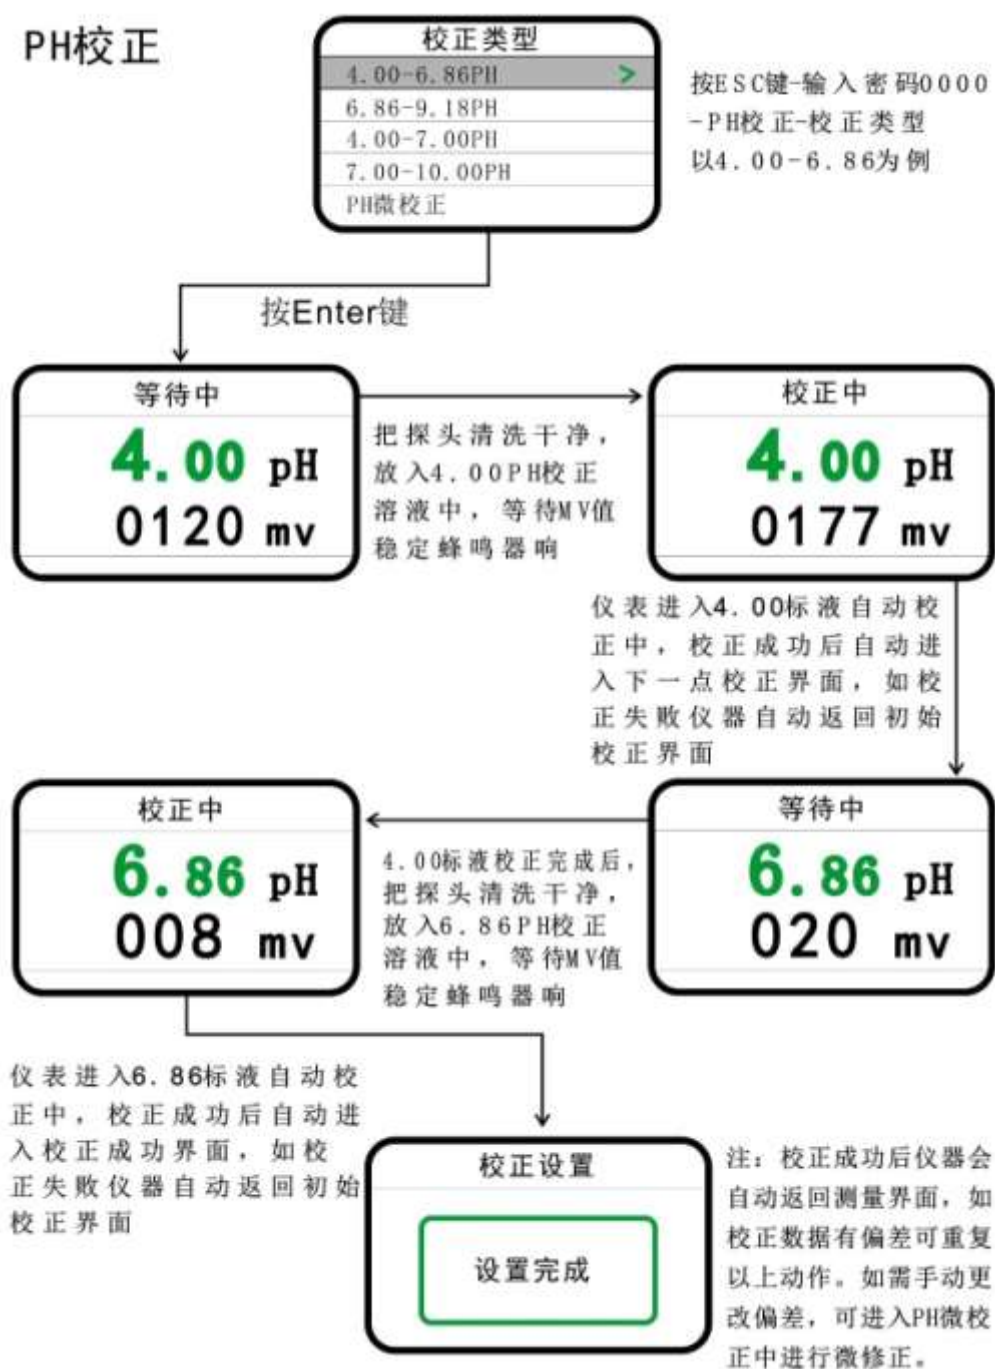 PH校正
校正类型
4.00-6.86PH >
6.86-9.18PH
4.00-7.00PH
7.00-10.00PH
PH微校正
按ESC键-输入密码0000
-PH校正-校正类型
以4.00-6.86为例
按Enter键
等待中
4.00 pH
0120 mv
把探头清洗干净，
放入4.00PH校正
溶液中，等待MV值
稳定蜂鸣器响
校正中
4.00 pH
0177 mv
仪表进入4.00标液自动校
正中，校正成功后自动进
入下一点校正界面，如校
正失败仪器自动返回初始
校正界面
等待中
6.86 pH
020 mv
4.00标液校正完成后，
把探头清洗干净，
放入6.86PH校正
溶液中，等待MV值
稳定蜂鸣器响
校正中
6.86 pH
008 mv
仪表进入6.86标液自动校
正中，校正成功后自动进
入校正成功界面，如校
正失败仪器自动返回初始
校正界面
校正设置
设置完成
注：校正成功后仪器会
自动返回测量界面，如
校正数据有偏差可重复
以上动作。如需手动更
改偏差，可进入PH微校
正中进行微修正。